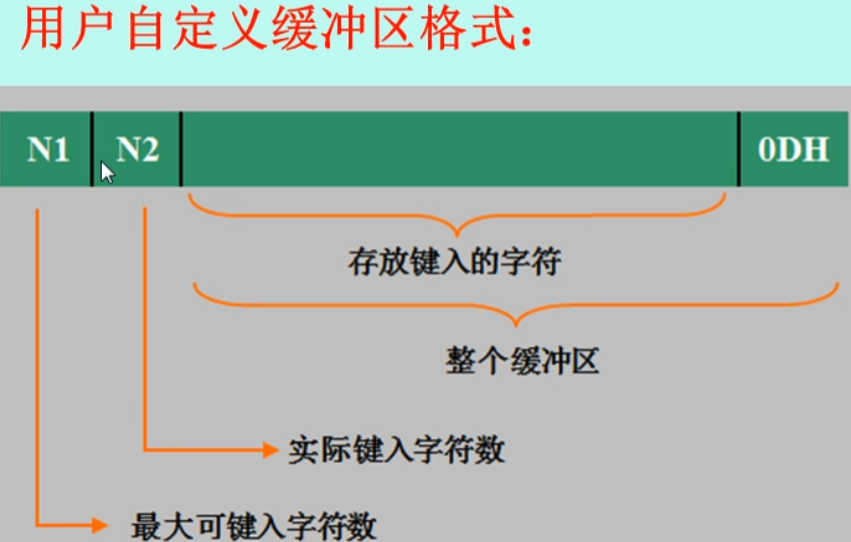 用户自定义缓冲区格式：
N1 N2 0DH
存放键入的字符
整个缓冲区
实际键入字符数
最大可键入字符数